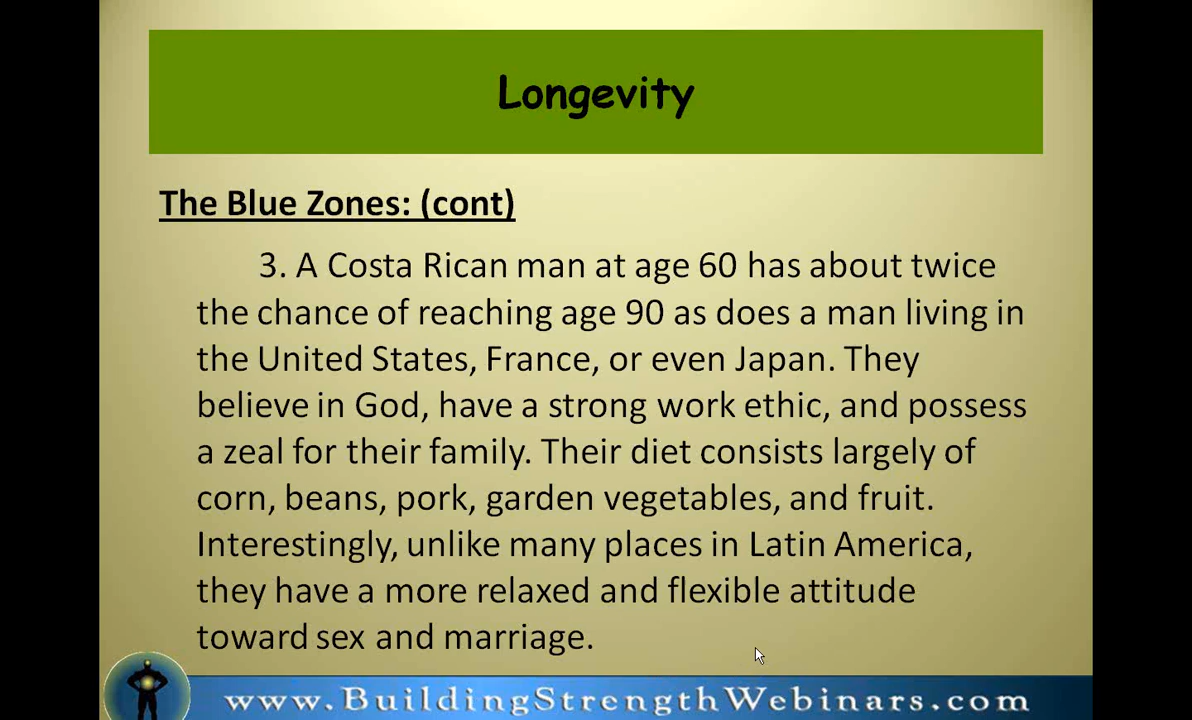 Longevity
The Blue Zones: (cont)
3. A Costa Rican man at age 60 has about twice
the chance of reaching age 90 as does a man living in
the United States, France, or even Japan. They
believe in God, have a strong work ethic, and possess
a zeal for their family. Their diet consists largely of
corn, beans, pork, garden vegetables, and fruit.
Interestingly, unlike many places in Latin America,
they have a more relaxed and flexible attitude
toward sex and marriage.
www.BuildingStrengthWebinars.com